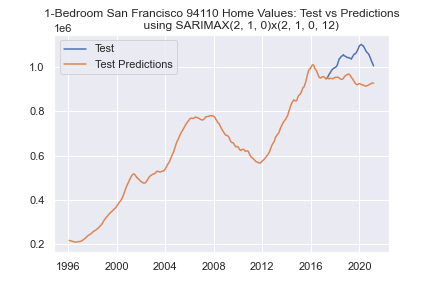 1-Bedroom San Francisco 94110 Home Values: Test vs Predictions
using SARIMAX(2, 1, 0)x(2, 1, 0, 12)
1e6
Test
Test Predictions
1.0
0.8
0.6
0.4
0.2
1996 2000 2004 2008 2012 2016 2020